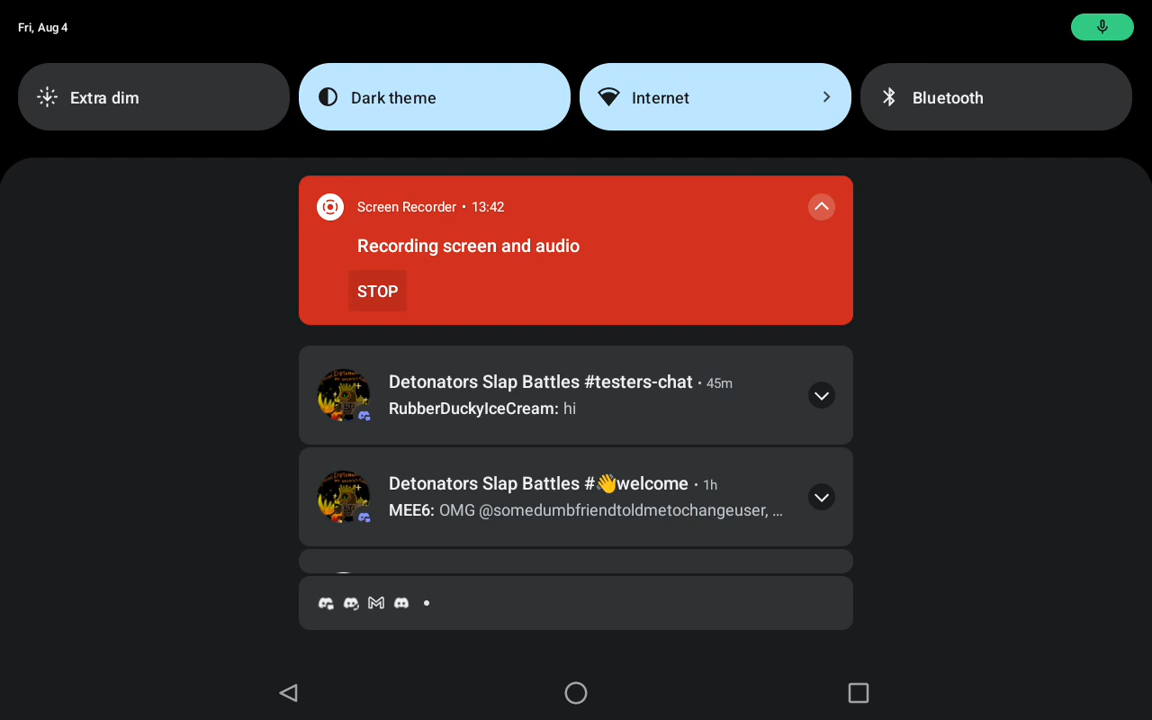 Fri, Aug 4
Extra dim
Dark theme
Internet
Bluetooth
Screen Recorder • 13:42
Recording screen and audio
STOP
Detonators Slap Battles #testers-chat • 45m
RubberDuckyIceCream: hi
Detonators Slap Battles #👋welcome • 1h
MEE6: OMG @somedumbfriendtoldmetochangeuser, …